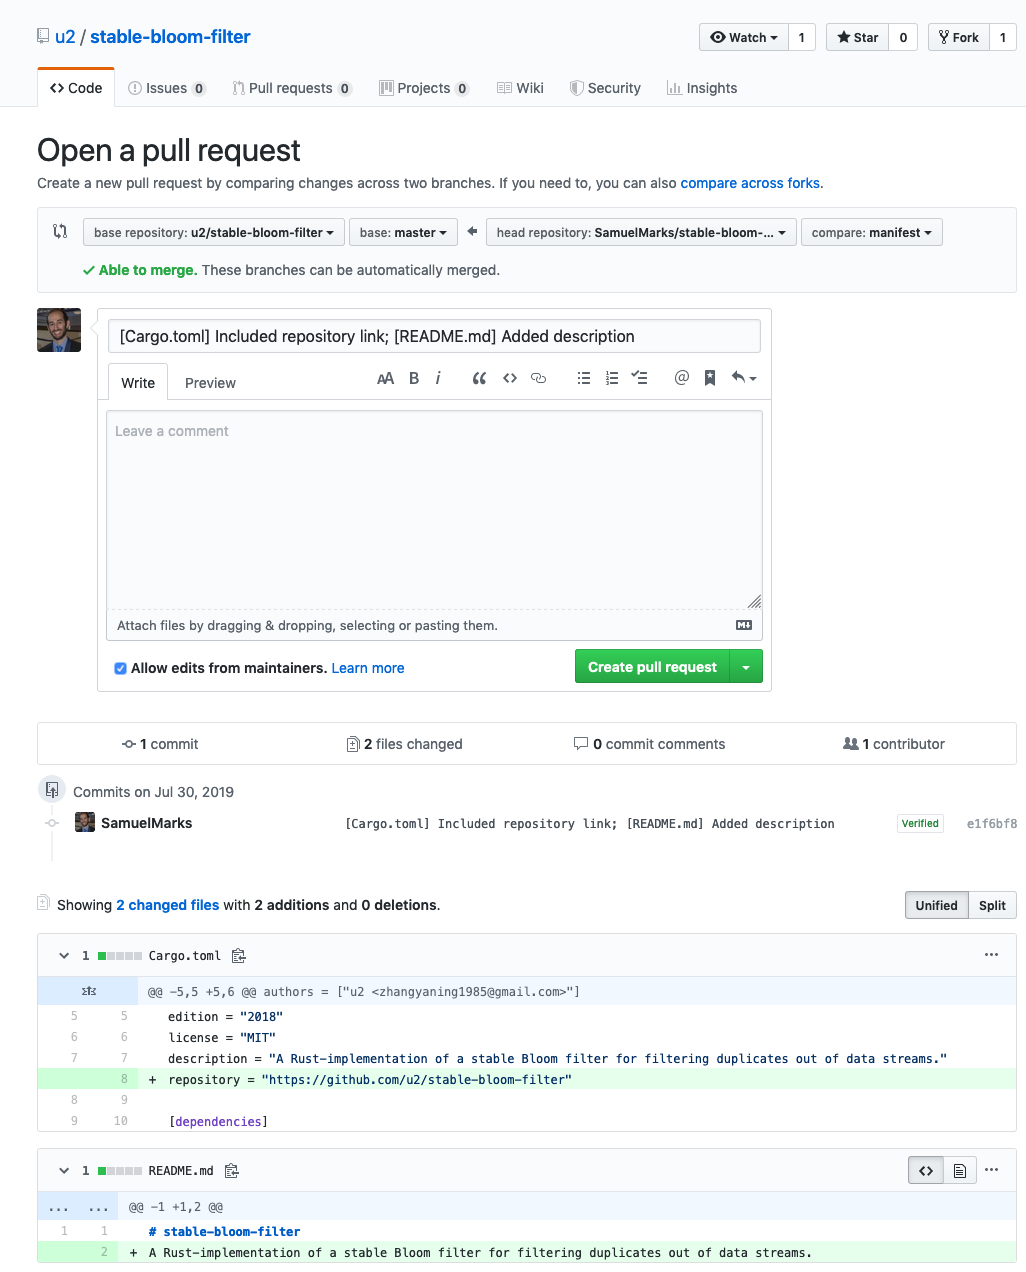 u2 / stable-bloom-filter
Watch 1 Star 0 Fork 1
Code Issues 0 Pull requests 0 Projects 0 Wiki Security Insights
Open a pull request
Create a new pull request by comparing changes across two branches. If you need to, you can also compare across forks.
base repository: u2/stable-bloom-filter base: master head repository: SamuelMarks/stable-bloom-... compare: manifest
Able to merge. These branches can be automatically merged.
[Cargo.toml] Included repository link; [README.md] Added description
Write Preview AA B i @
Leave a comment
Attach files by dragging & dropping, selecting or pasting them.
Allow edits from maintainers. Learn more Create pull request
1 commit 2 files changed 0 commit comments 1 contributor
Commits on Jul 30, 2019
SamuelMarks [Cargo.toml] Included repository link; [README.md] Added description Verified e1f6bf8
Showing 2 changed files with 2 additions and 0 deletions. Unified Split
1 Cargo.toml ...
@@ -5,5 +5,6 @@ authors = ["u2 <zhangyaning1985@gmail.com>"]
5 5 edition = "2018"
6 6 license = "MIT"
7 7 description = "A Rust-implementation of a stable Bloom filter for filtering duplicates out of data streams."
8 + repository = "https://github.com/u2/stable-bloom-filter"
8 9
9 10 [dependencies]
1 README.md ...
... ... @@ -1 +1,2 @@
1 1 # stable-bloom-filter
2 + A Rust-implementation of a stable Bloom filter for filtering duplicates out of data streams.